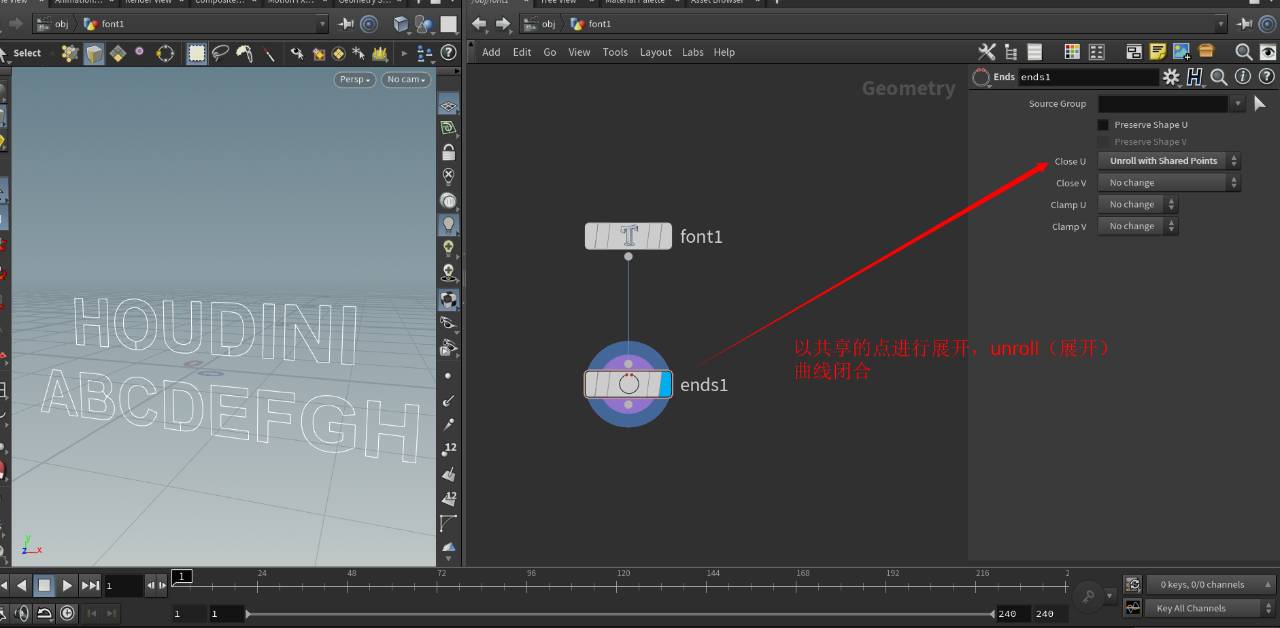 obj
font1
obj
font1
Select
Add Edit Go View Tools Layout Labs Help
Persp
No cam
Geometry
Ends ends1
Source Group
Preserve Shape U
Preserve Shape V
Close U Unroll with Shared Points
Close V No change
Clamp U No change
Clamp V No change
font1
HOUDINI
ABCDEFGH
以共享的点进行展开，unroll（展开）
曲线闭合
ends1
12
12
y
z x
1
1 24 48 72 96 120 144 168 192 216 2
0 keys, 0/0 channels
1 1 240 240
Key All Channels